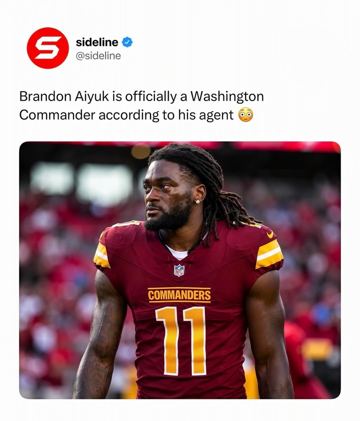 sideline
@sideline
Brandon Aiyuk is officially a Washington
Commander according to his agent 😳
COMMANDERS
11